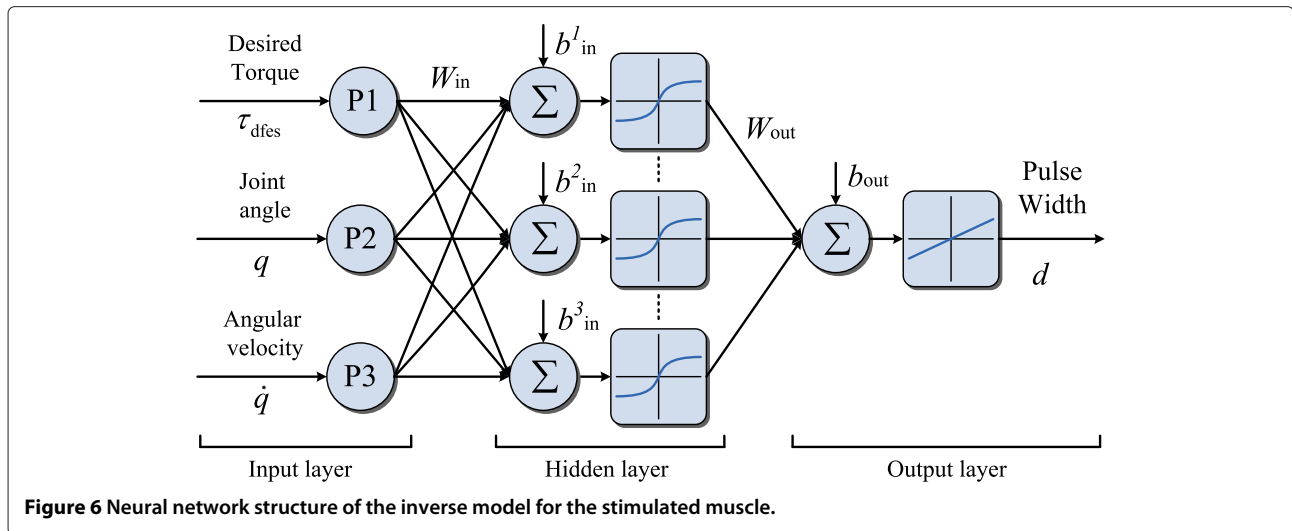 Desired
Torque
τdfes
P1
Win
b1in
Σ
Wout
Joint
angle
q
P2
b2in
Σ
bout
Σ
Pulse
Width
d
Angular
velocity
q̇
P3
b3in
Σ
Input layer
Hidden layer
Output layer
Figure 6 Neural network structure of the inverse model for the stimulated muscle.